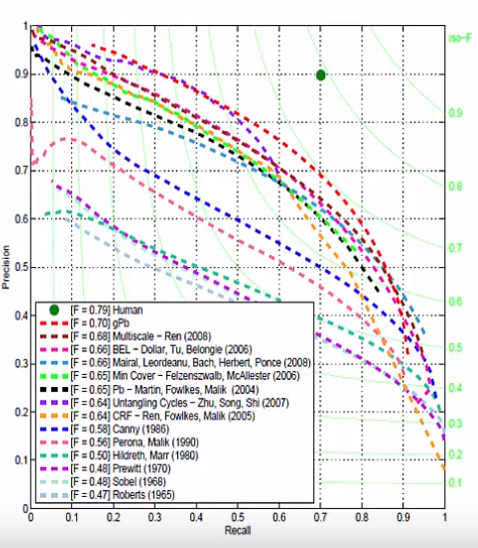 iso-F
1
0.9
0.8
0.7
0.6
0.5
0.4
0.3
0.2
0.1
0
Precision
0.9
0.8
0.7
0.6
0.5
0.4
0.3
0.2
0.1
[F = 0.79] Human
[F = 0.70] gPb
[F = 0.68] Multiscale - Ren (2008)
[F = 0.66] BEL - Dollar, Tu, Belongie (2006)
[F = 0.66] Mairal, Leordeanu, Bach, Herbert, Ponce (2008)
[F = 0.65] Min Cover - Felzenszwalb, McAllester (2006)
[F = 0.65] Pb - Martin, Fowlkes, Malik (2004)
[F = 0.64] Untangling Cycles - Zhu, Song, Shi (2007)
[F = 0.64] CRF - Ren, Fowlkes, Malik (2005)
[F = 0.58] Canny (1986)
[F = 0.56] Perona, Malik (1990)
[F = 0.50] Hildreth, Marr (1980)
[F = 0.48] Prewitt (1970)
[F = 0.48] Sobel (1968)
[F = 0.47] Roberts (1965)
0 0.1 0.2 0.3 0.4 0.5 0.6 0.7 0.8 0.9 1
Recall